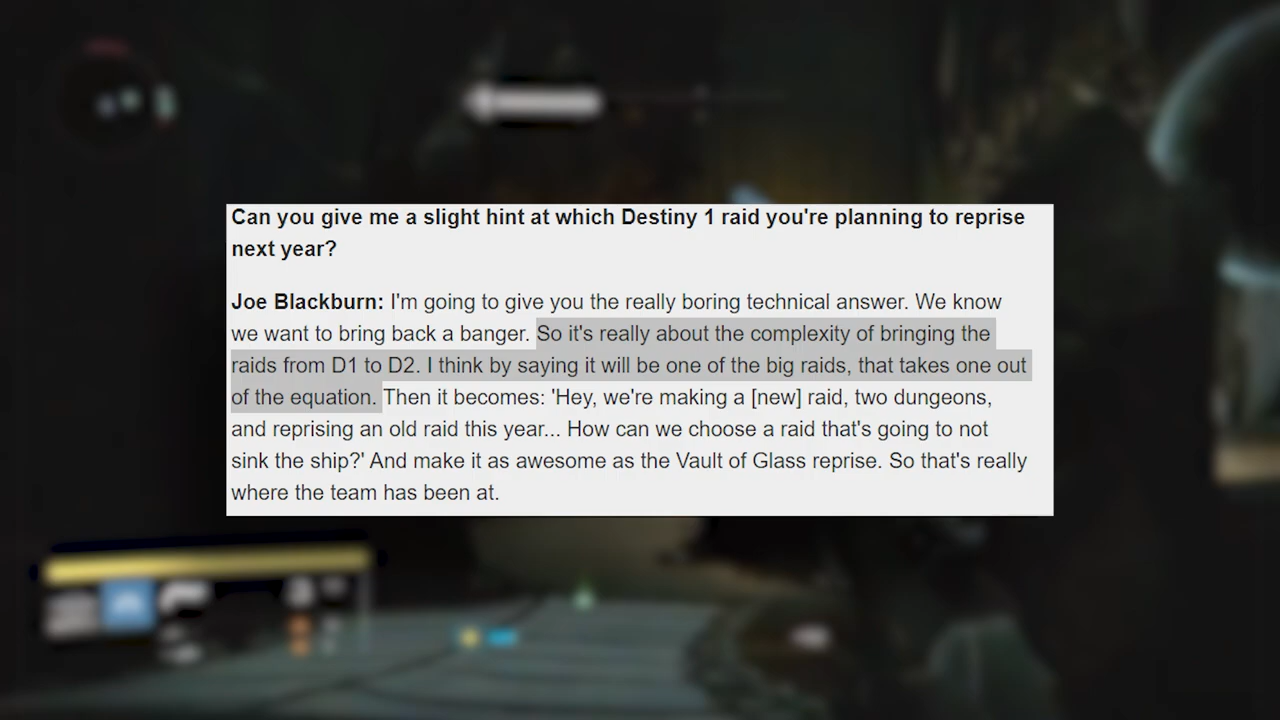 Can you give me a slight hint at which Destiny 1 raid you're planning to reprise
next year?
Joe Blackburn: I'm going to give you the really boring technical answer. We know
we want to bring back a banger. So it's really about the complexity of bringing the
raids from D1 to D2. I think by saying it will be one of the big raids, that takes one out
of the equation. Then it becomes: 'Hey, we're making a [new] raid, two dungeons,
and reprising an old raid this year... How can we choose a raid that's going to not
sink the ship?' And make it as awesome as the Vault of Glass reprise. So that's really
where the team has been at.